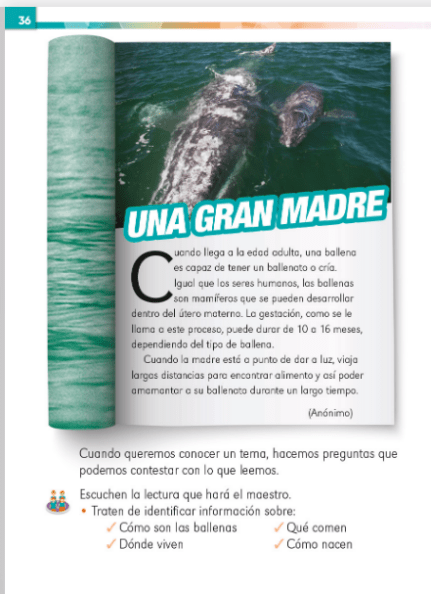 36
UNA GRAN MADRE
Cuando llega a la edad adulta, una ballena
es capaz de tener un ballenato o cría.
Igual que los seres humanos, las ballenas
son mamíferos que se pueden desarrollar
dentro del útero materno. La gestación, como se le
llama a este proceso, puede durar de 10 a 16 meses,
dependiendo del tipo de ballena.
Cuando la madre está a punto de dar a luz, viaja
largas distancias para encontrar alimento y así poder
amamantar a su ballenato durante un largo tiempo.
(Anónimo)
Cuando queremos conocer un tema, hacemos preguntas que
podemos contestar con lo que leemos.
Escuchen la lectura que hará el maestro.
• Traten de identificar información sobre:
✓ Cómo son las ballenas ✓ Qué comen
✓ Dónde viven ✓ Cómo nacen